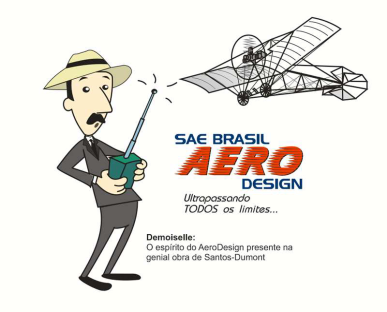 SAE BRASIL
AERO
DESIGN
Ultrapassando
TODOS os limites...
Demoiselle:
O espírito do AeroDesign presente na
genial obra de Santos-Dumont